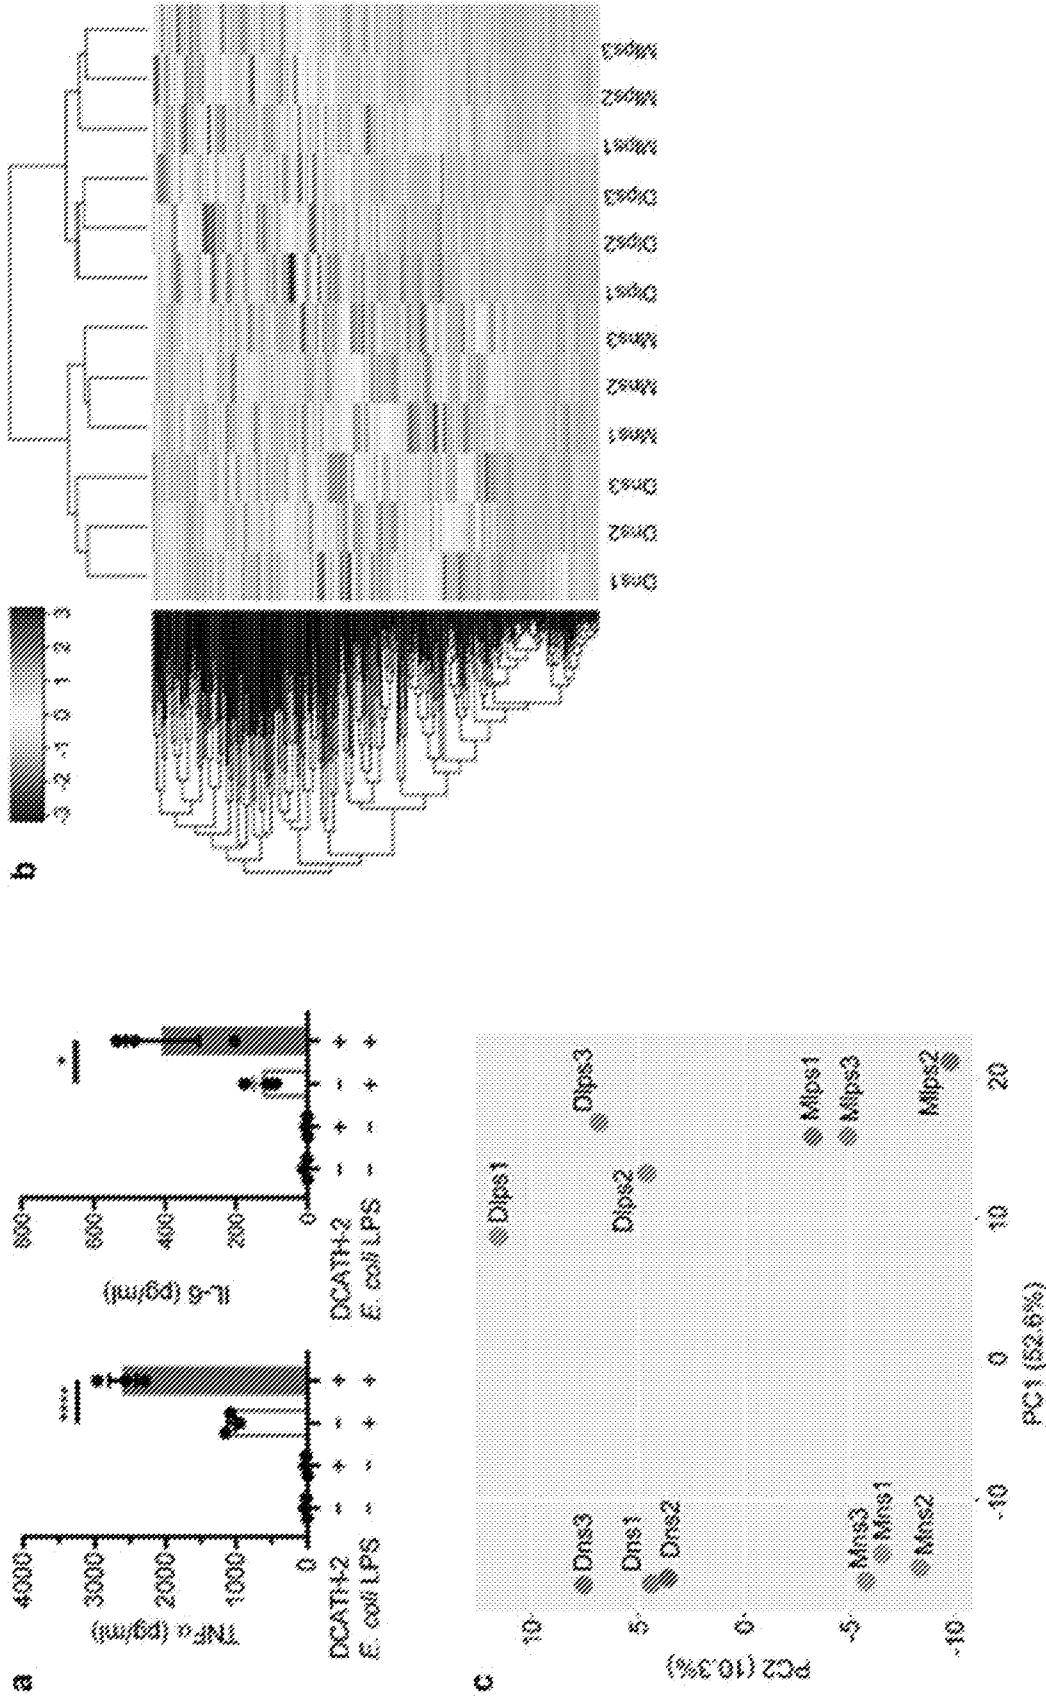 a
TNFα (pg/ml)
4000
3000
2000
1000
0
DCATH-2 - + - +
E. coli LPS - - + +
****
IL-6 (pg/ml)
800
600
400
200
0
DCATH-2 - + - +
E. coli LPS - - + +
*
b
-3 -2 -1 0 1 2 3
Dns1 Dns2 Dns3 Mns1 Mns2 Mns3 Dlps1 Dlps2 Dlps3 Mlps1 Mlps2 Mlps3
c
PC2 (10.3%)
10
5
0
-5
-10
Dns3
Dns1
Dns2
Mns3
Mns1
Mns2
Dlps1
Dlps2
Dlps3
Mlps1
Mlps3
Mlps2
-10 0 10 20
PC1 (52.6%)